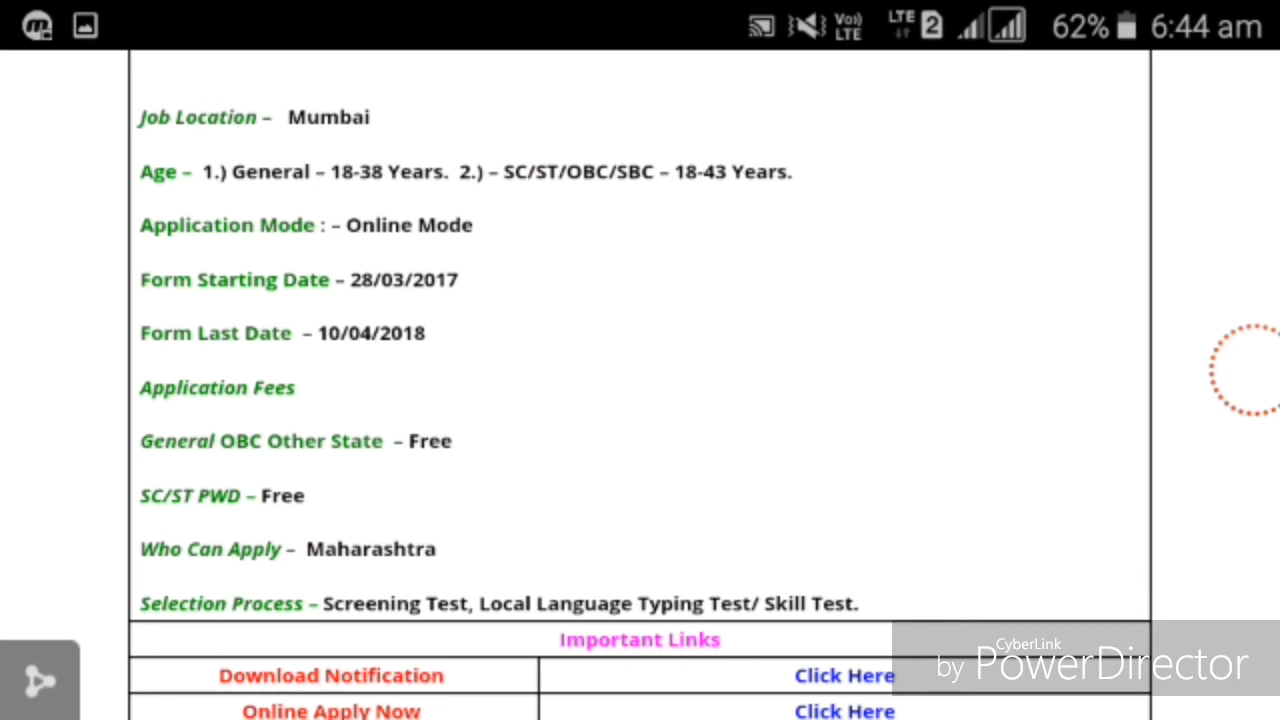 Vo))
LTE
LTE
2
62%
6:44 am
Job Location – Mumbai
Age – 1.) General – 18-38 Years. 2.) – SC/ST/OBC/SBC – 18-43 Years.
Application Mode : – Online Mode
Form Starting Date – 28/03/2017
Form Last Date – 10/04/2018
Application Fees
General OBC Other State – Free
SC/ST PWD – Free
Who Can Apply – Maharashtra
Selection Process – Screening Test, Local Language Typing Test/ Skill Test.
Important Links
Download Notification Click Here
Online Apply Now Click Here
CyberLink
by PowerDirector